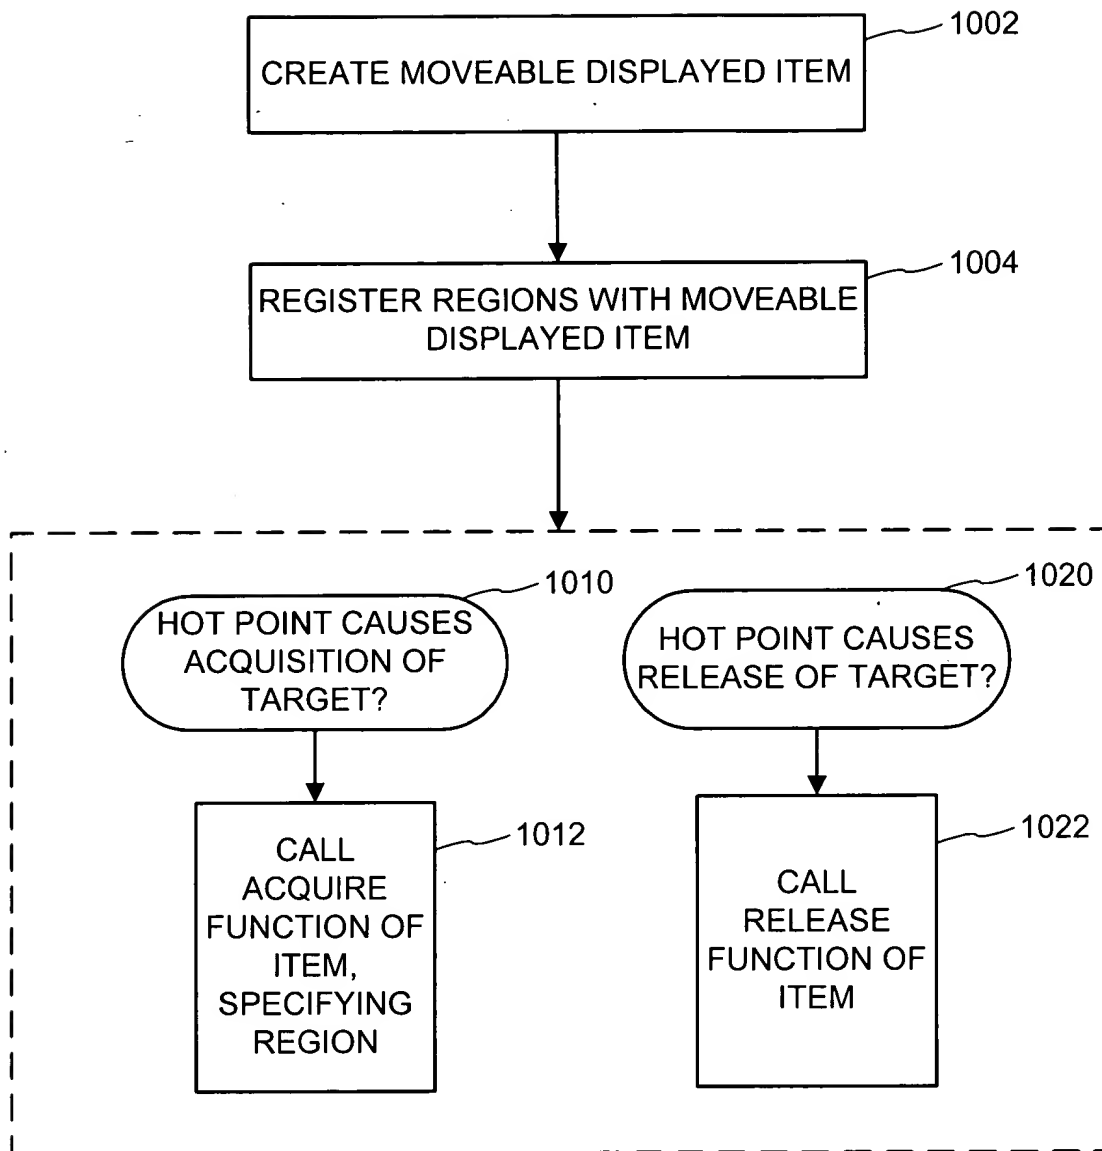 1002
CREATE MOVEABLE DISPLAYED ITEM
1004
REGISTER REGIONS WITH MOVEABLE
DISPLAYED ITEM
1010
HOT POINT CAUSES
ACQUISITION OF
TARGET?
1020
HOT POINT CAUSES
RELEASE OF TARGET?
1012
CALL
ACQUIRE
FUNCTION OF
ITEM,
SPECIFYING
REGION
1022
CALL
RELEASE
FUNCTION OF
ITEM